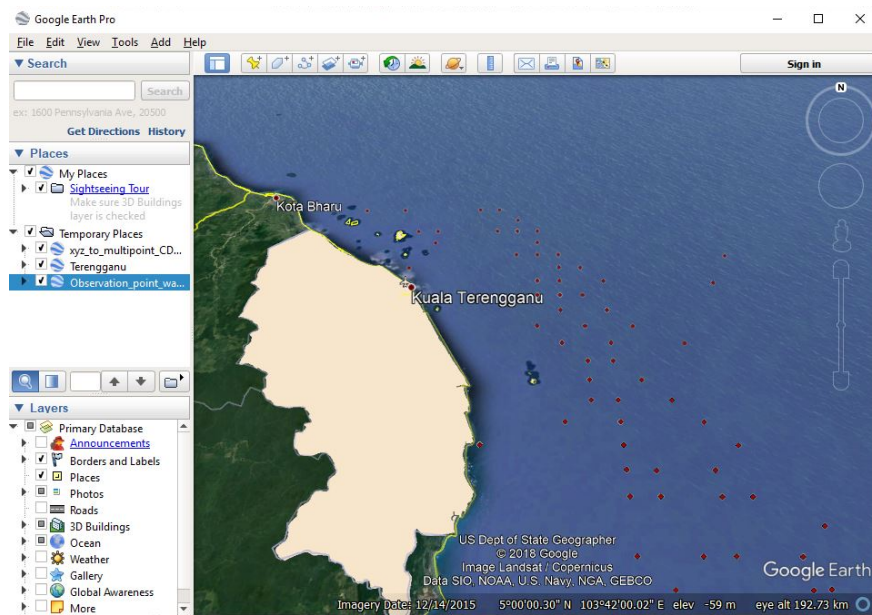 Google Earth Pro
File Edit View Tools Add Help
Search
Search
ex: 1600 Pennsylvania Ave, 20500
Get Directions History
Places
My Places
Sightseeing Tour
Make sure 3D Buildings
layer is checked
Temporary Places
xyz_to_multipoint_CD...
Terengganu
Observation_point_wa...
Layers
Primary Database
Announcements
Borders and Labels
Places
Photos
Roads
3D Buildings
Ocean
Weather
Gallery
Global Awareness
More
Sign in
N
Kota Bharu
Kuala Terengganu
US Dept of State Geographer
© 2018 Google
Image Landsat / Copernicus
Data SIO, NOAA, U.S. Navy, NGA, GEBCO
Google Earth
Imagery Date: 12/14/2015 5°00'00.30" N 103°42'00.02" E elev -59 m eye alt 192.73 km